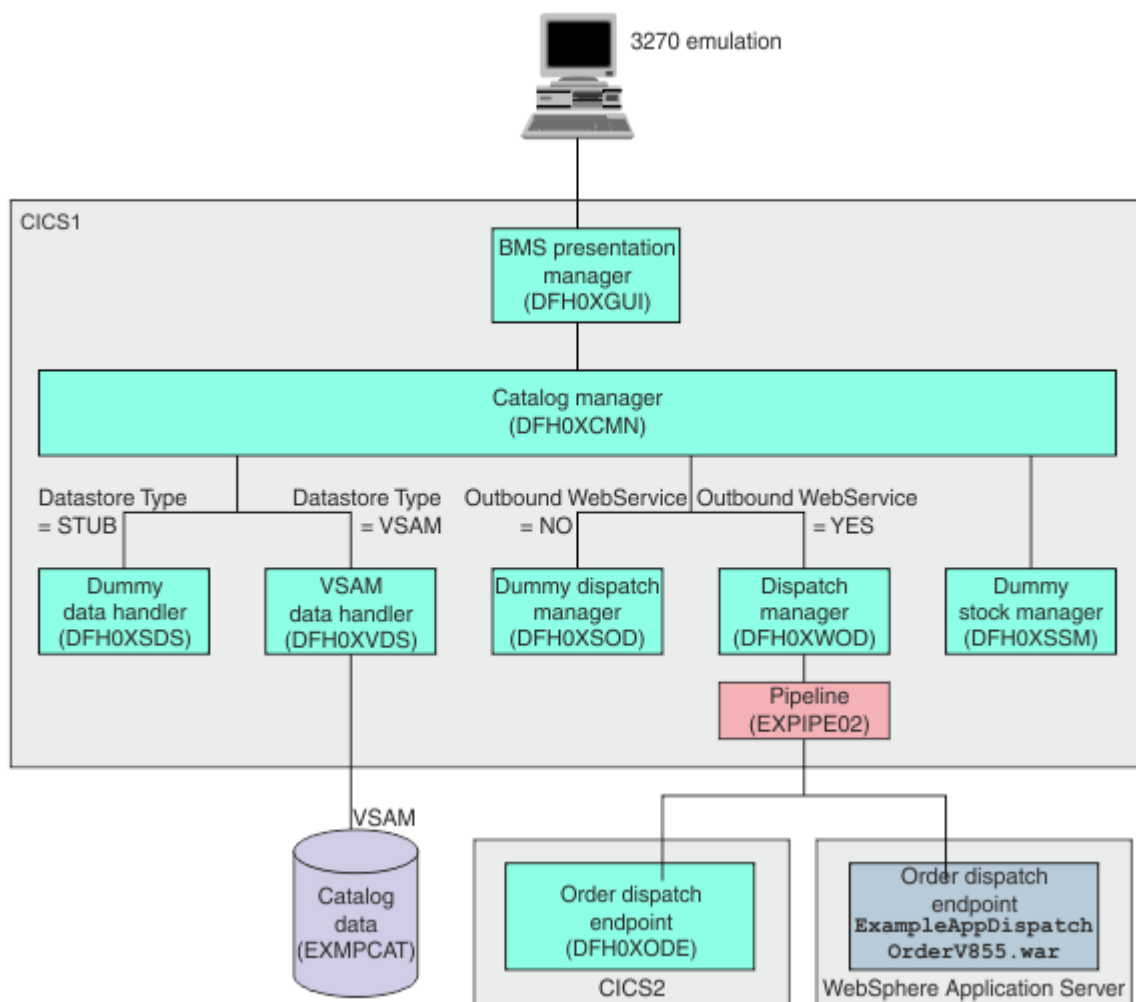 3270 emulation
CICS1
BMS presentation
manager
(DFH0XGUI)
Catalog manager
(DFH0XCMN)
Datastore Type
= STUB
Datastore Type
= VSAM
Outbound WebService
= NO
Outbound WebService
= YES
Dummy
data handler
(DFH0XSDS)
VSAM
data handler
(DFH0XVDS)
Dummy dispatch
manager
(DFH0XSOD)
Dispatch
manager
(DFH0XWOD)
Dummy
stock manager
(DFH0XSSM)
Pipeline
(EXPIPE02)
VSAM
Catalog
data
(EXMPCAT)
Order dispatch
endpoint
(DFH0XODE)
CICS2
Order dispatch
endpoint
ExampleAppDispatch
OrderV855.war
WebSphere Application Server